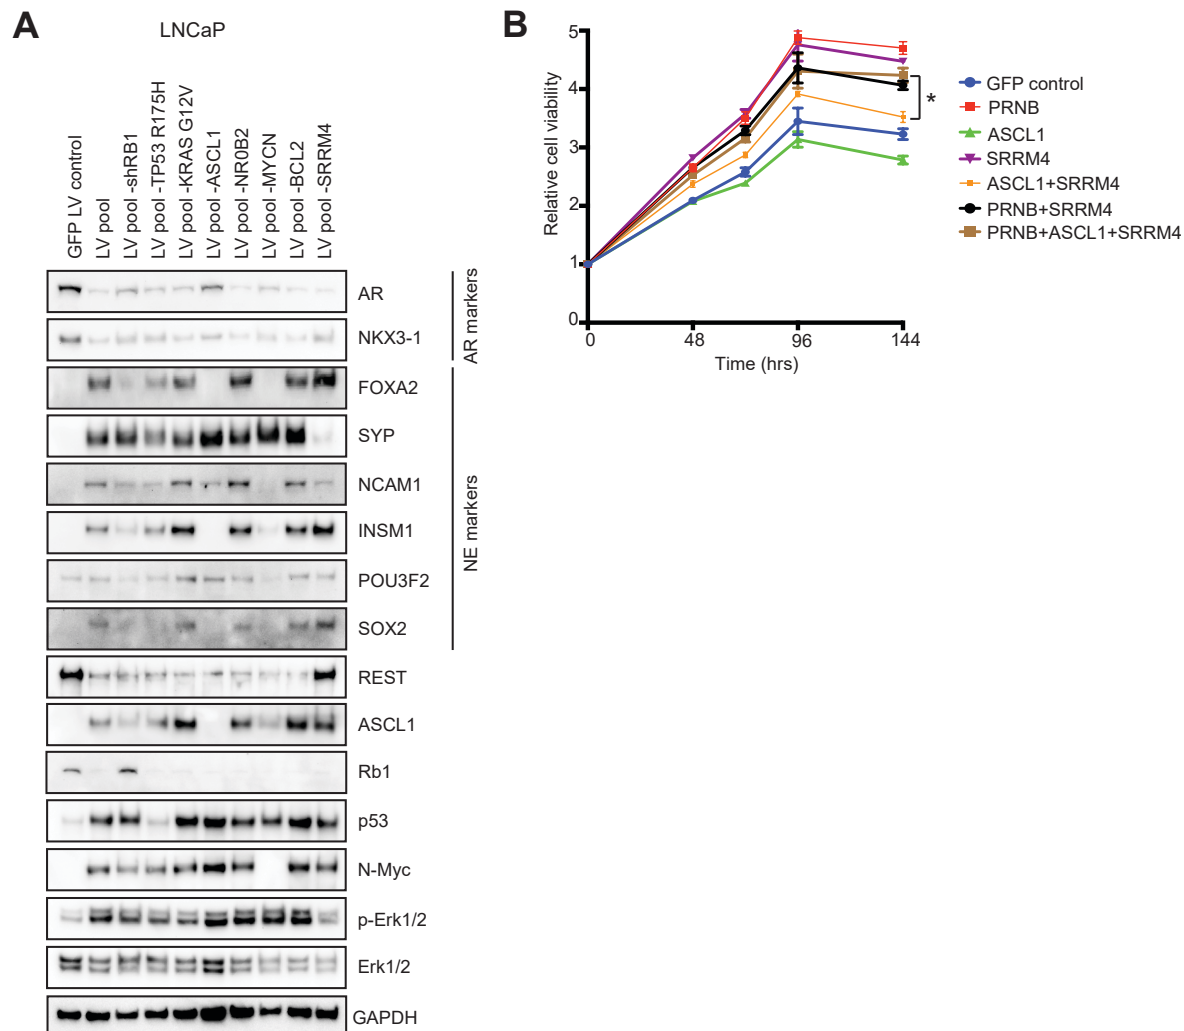 A
LNCaP
GFP LV control
LV pool
LV pool -shRB1
LV pool -TP53 R175H
LV pool -KRAS G12V
LV pool -ASCL1
LV pool -NR0B2
LV pool -MYCN
LV pool -BCL2
LV pool -SRRM4
AR
NKX3-1
FOXA2
SYP
NCAM1
INSM1
POU3F2
SOX2
REST
ASCL1
Rb1
p53
N-Myc
p-Erk1/2
Erk1/2
GAPDH
AR markers
NE markers
B
Relative cell viability
5
4
3
2
1
0
0
48
96
144
Time (hrs)
*
GFP control
PRNB
ASCL1
SRRM4
ASCL1+SRRM4
PRNB+SRRM4
PRNB+ASCL1+SRRM4